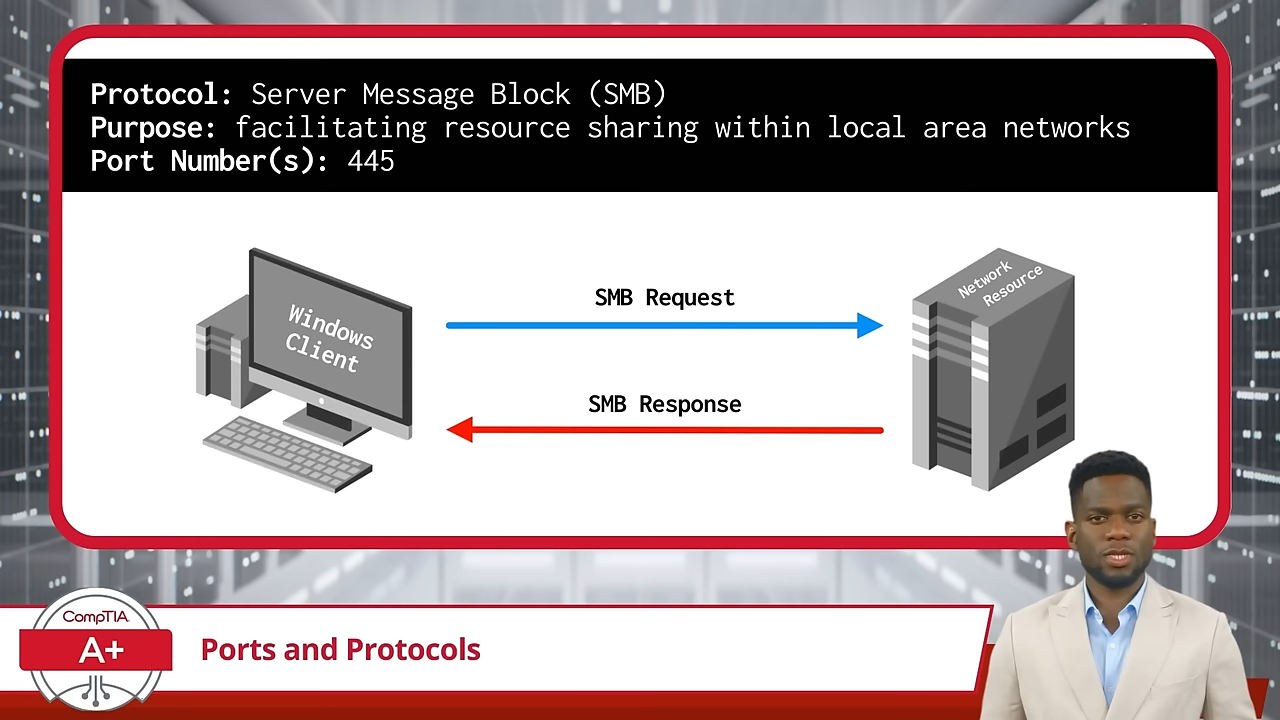 Protocol: Server Message Block (SMB)
Purpose: facilitating resource sharing within local area networks
Port Number(s): 445
Windows
Client
SMB Request
SMB Response
Network
Resource
CompTIA.
A+
Ports and Protocols